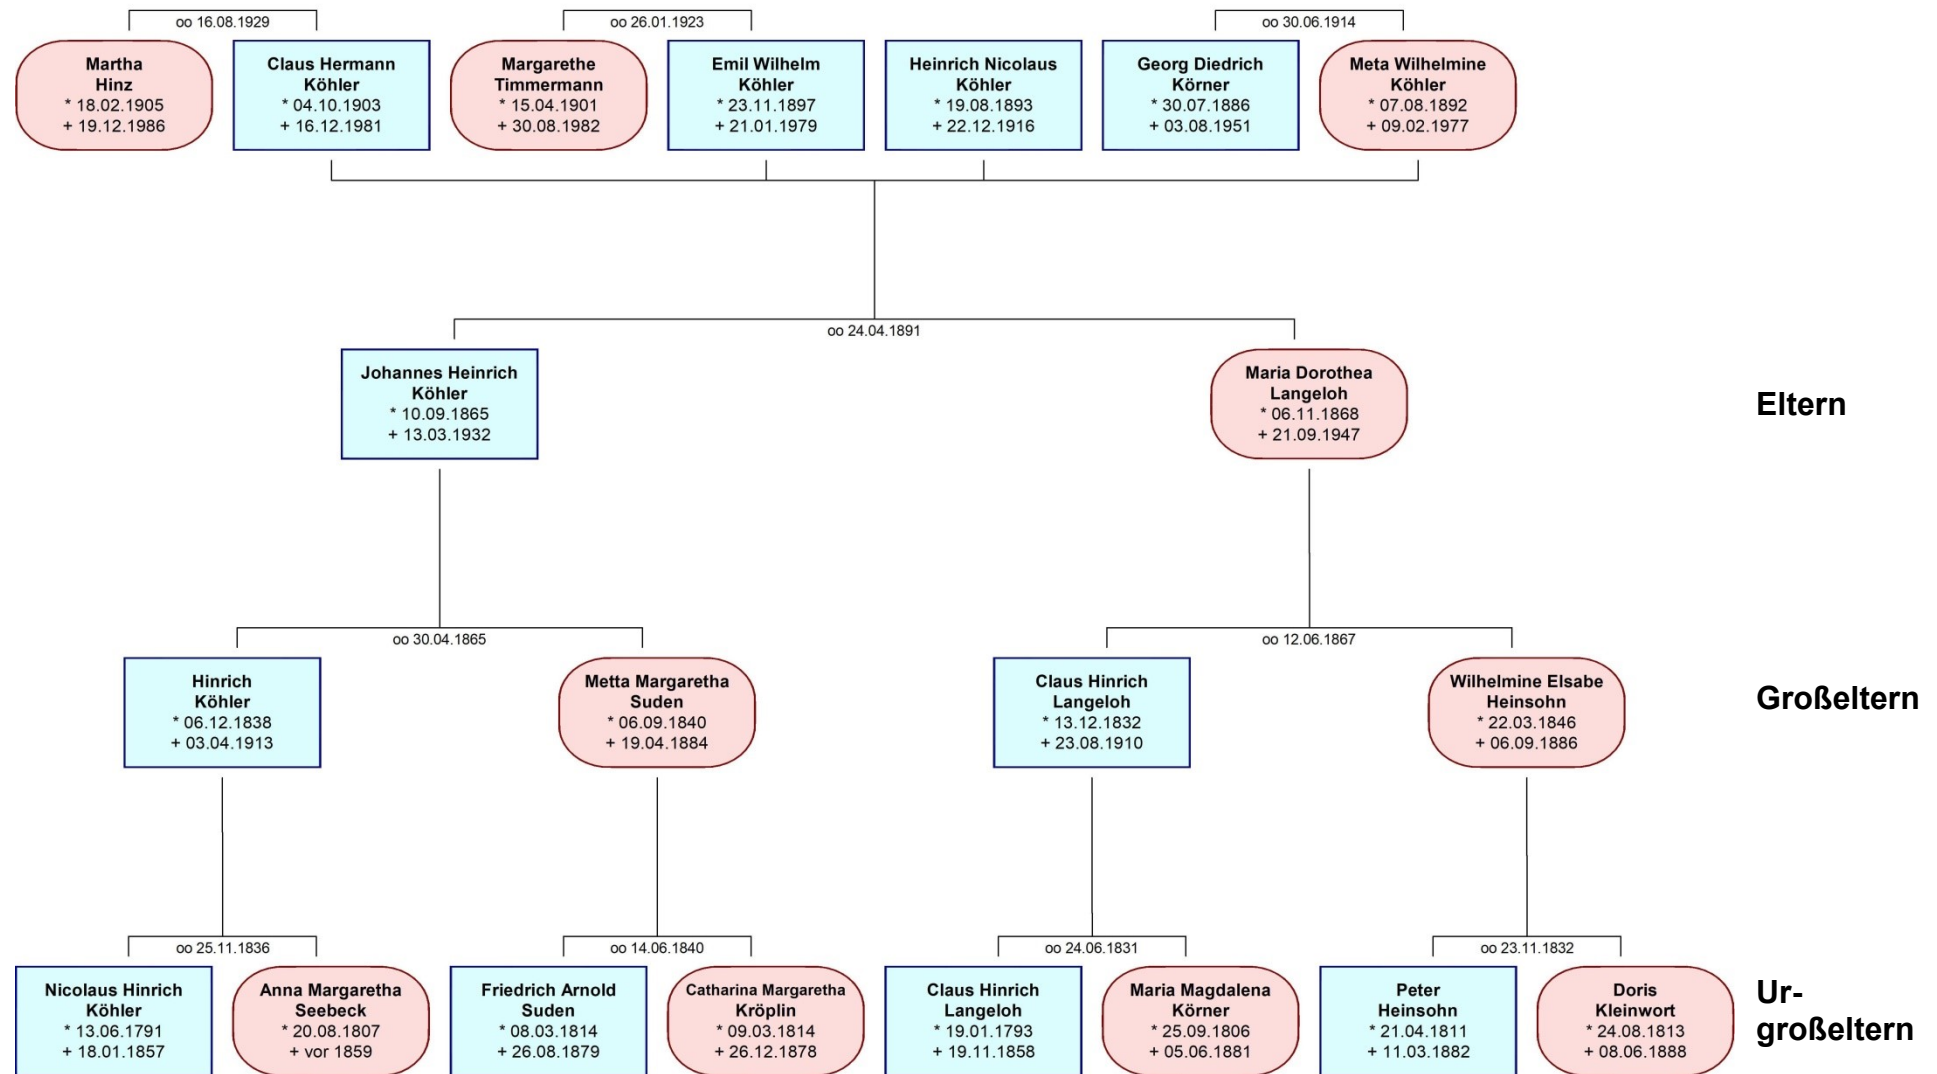 oo 16.08.1929
oo 26.01.1923
oo 30.06.1914
Martha
Hinz
* 18.02.1905
+ 19.12.1986
Claus Hermann
Köhler
* 04.10.1903
+ 16.12.1981
Margarethe
Timmermann
* 15.04.1901
+ 30.08.1982
Emil Wilhelm
Köhler
* 23.11.1897
+ 21.01.1979
Heinrich Nicolaus
Köhler
* 19.08.1893
+ 22.12.1916
Georg Diedrich
Körner
* 30.07.1886
+ 03.08.1951
Meta Wilhelmine
Köhler
* 07.08.1892
+ 09.02.1977
oo 24.04.1891
Johannes Heinrich
Köhler
* 10.09.1865
+ 13.03.1932
Maria Dorothea
Langeloh
* 06.11.1868
+ 21.09.1947
Eltern
oo 30.04.1865
oo 12.06.1867
Hinrich
Köhler
* 06.12.1838
+ 03.04.1913
Metta Margaretha
Suden
* 06.09.1840
+ 19.04.1884
Claus Hinrich
Langeloh
* 13.12.1832
+ 23.08.1910
Wilhelmine Elsabe
Heinsohn
* 22.03.1846
+ 06.09.1886
Großeltern
oo 25.11.1836
oo 14.06.1840
oo 24.06.1831
oo 23.11.1832
Nicolaus Hinrich
Köhler
* 13.06.1791
+ 18.01.1857
Anna Margaretha
Seebeck
* 20.08.1807
+ vor 1859
Friedrich Arnold
Suden
* 08.03.1814
+ 26.08.1879
Catharina Margaretha
Kröplin
* 09.03.1814
+ 26.12.1878
Claus Hinrich
Langeloh
* 19.01.1793
+ 19.11.1858
Maria Magdalena
Körner
* 25.09.1806
+ 05.06.1881
Peter
Heinsohn
* 21.04.1811
+ 11.03.1882
Doris
Kleinwort
* 24.08.1813
+ 08.06.1888
Ur-
großeltern